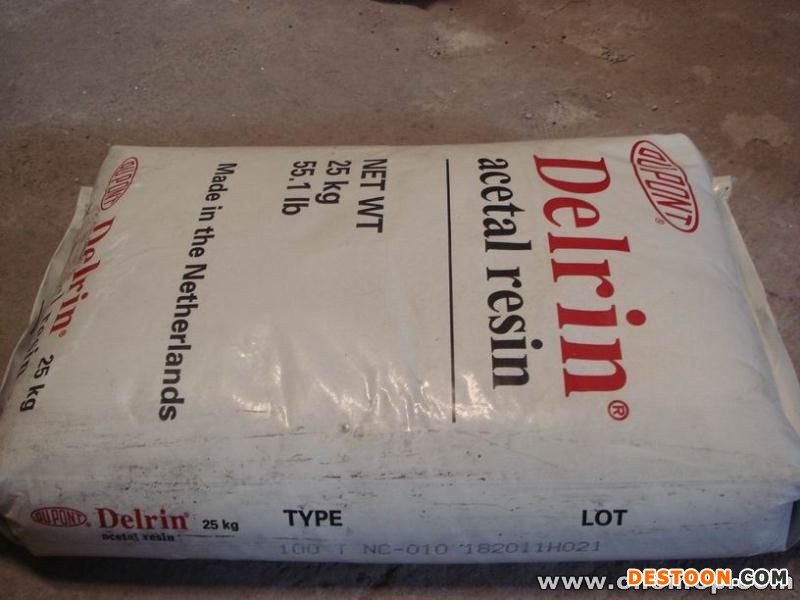 DUPONT®
Delrin®
acetal resin
NET WT
25 kg
55.1 lb
Made in the Netherlands
DUPONT
Delrin®
resin 25 kg
DUPONT® Delrin® 25 kg
acetal resin
TYPE LOT
100 T NC-010 182011H021
DESTOON.COM